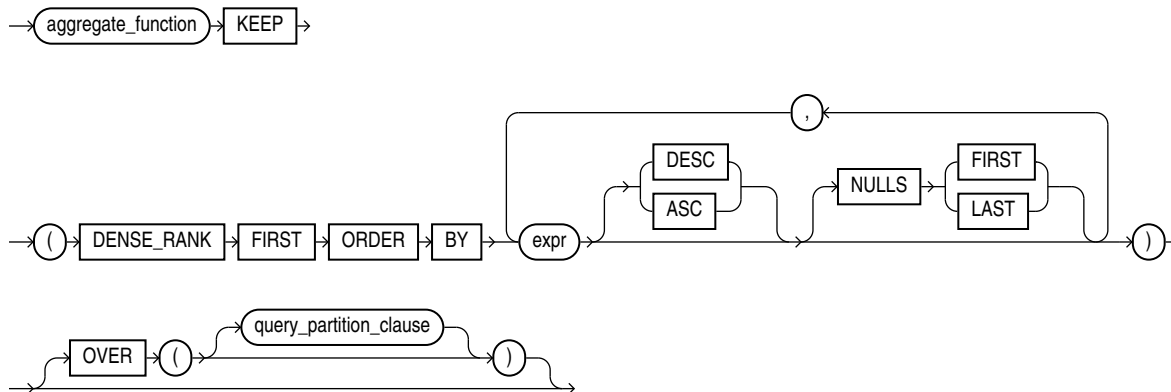 aggregate_function KEEP
,
DESC FIRST
NULLS
ASC LAST
( DENSE_RANK FIRST ORDER BY expr )
query_partition_clause
OVER ( )